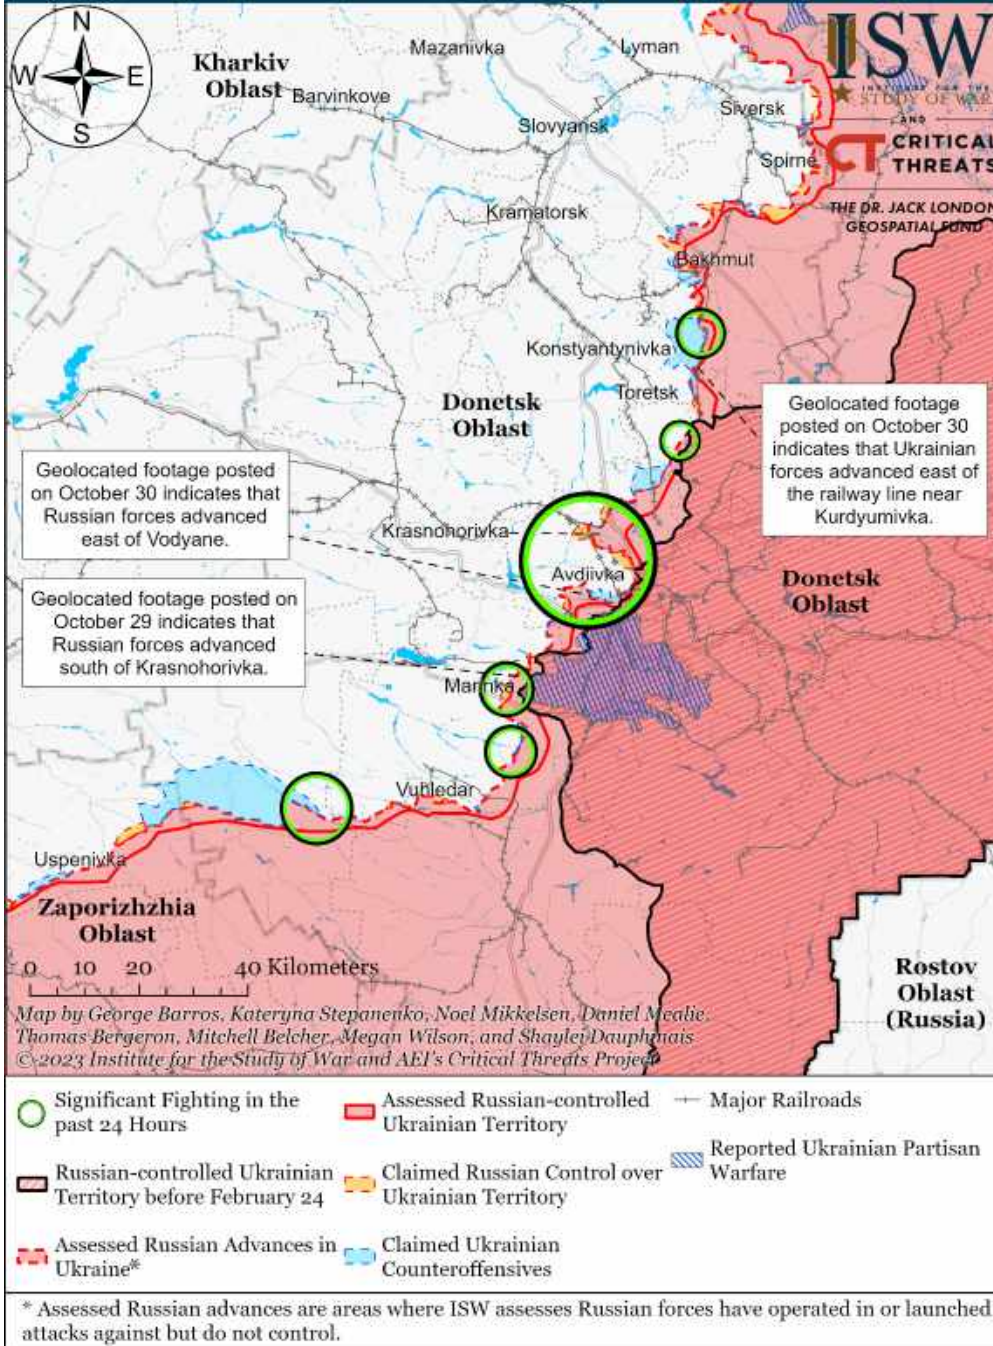 N
W
E
S
ISW
INSTITUTE FOR THE
STUDY OF WAR
AND
CT CRITICAL
THREATS
THE DR. JACK LONDON
GEOSPATIAL FUND
Kharkiv
Oblast
Mazanivka
Lyman
Barvinkove
Siversk
Slovyansk
Spirne
Kramatorsk
Bakhmut
Konstyantynivka
Toretsk
Donetsk
Oblast
Geolocated footage
posted on October 30
indicates that Ukrainian
forces advanced east of
the railway line near
Kurdyumivka.
Geolocated footage posted
on October 30 indicates that
Russian forces advanced
east of Vodyane.
Krasnohorivka
Avdiivka
Donetsk
Oblast
Geolocated footage posted on
October 29 indicates that
Russian forces advanced
south of Krasnohorivka.
Marinka
Vuhledar
Uspenivka
Zaporizhzhia
Oblast
Rostov
Oblast
(Russia)
0 10 20 40 Kilometers
Map by George Barros, Kateryna Stepanenko, Noel Mikkelsen, Daniel Mealie,
Thomas Bergeron, Mitchell Belcher, Megan Wilson, and Shaylei Dauphinais
© 2023 Institute for the Study of War and AEI's Critical Threats Project
Significant Fighting in the
past 24 Hours
Russian-controlled Ukrainian
Territory before February 24
Assessed Russian Advances in
Ukraine*
Assessed Russian-controlled
Ukrainian Territory
Claimed Russian Control over
Ukrainian Territory
Claimed Ukrainian
Counteroffensives
Major Railroads
Reported Ukrainian Partisan
Warfare
* Assessed Russian advances are areas where ISW assesses Russian forces have operated in or launched
attacks against but do not control.